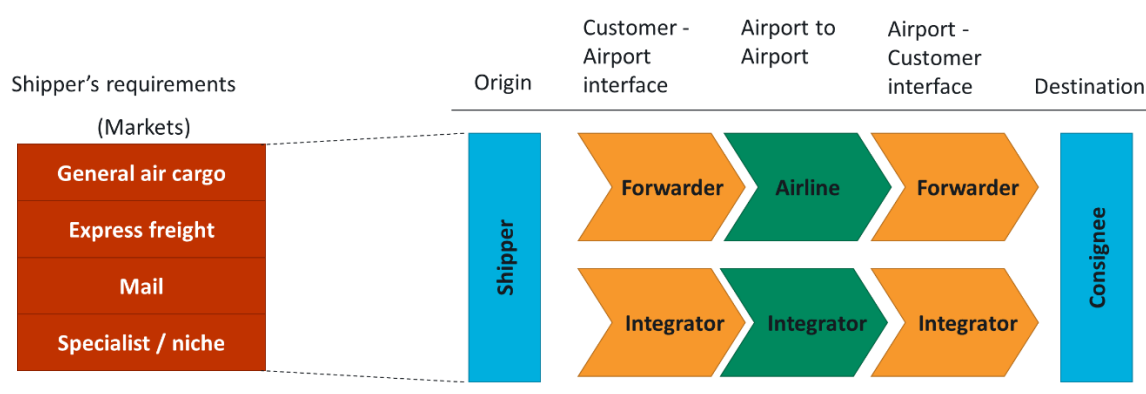 Shipper's requirements
(Markets)
General air cargo
Express freight
Mail
Specialist / niche
Origin
Customer -
Airport
interface
Airport to
Airport
Airport -
Customer
interface
Destination
Shipper
Forwarder
Airline
Forwarder
Integrator
Integrator
Integrator
Consignee